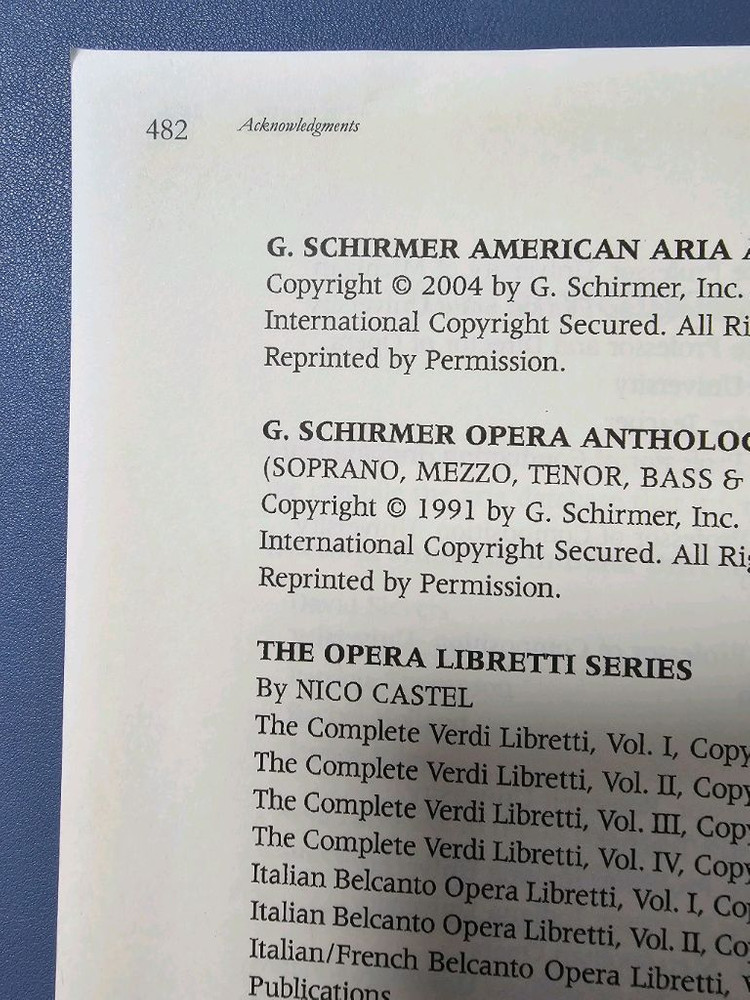 482 Acknowledgments
G. SCHIRMER AMERICAN ARIA
Copyright © 2004 by G. Schirmer, Inc.
International Copyright Secured. All
Reprinted by Permission.
G. SCHIRMER OPERA
(SOPRANO, MEZZO, TENOR, BASS &
Copyright © 1991 by G. Schirmer, Inc.
International Copyright Secured. All
Reprinted by Permission.
THE OPERA LIBRETTI SERIES
By NICO CASTEL
The Complete Verdi Libretti, Vol. I,
The Complete Verdi Libretti, Vol. II,
The Complete Verdi Libretti, Vol. III,
The Complete Verdi Libretti, Vol. IV,
Italian Belcanto Opera Libretti, Vol. I,
Italian Belcanto Opera Libretti, Vol. II,
Italian/French Belcanto Opera Libretti,
Publications